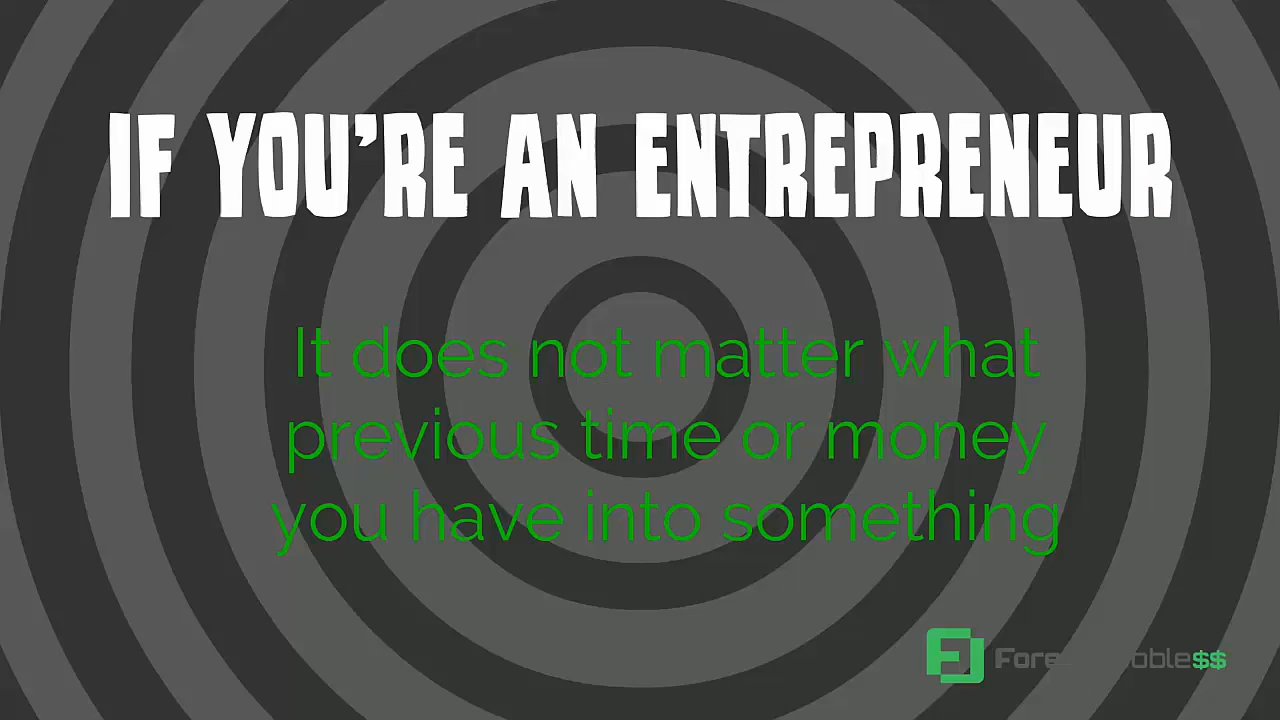 IF YOU'RE AN ENTREPRENEUR
It does not matter what
previous time or money
you have into something